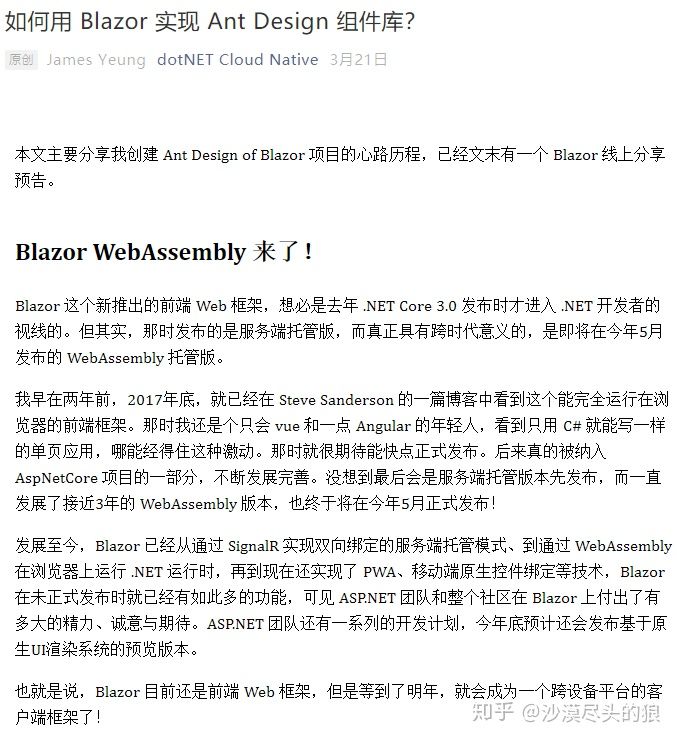 如何用 Blazor 实现 Ant Design 组件库?
原创 James Yeung dotNET Cloud Native 3月21日
本文主要分享我创建 Ant Design of Blazor 项目的心路历程，已经文末有一个 Blazor 线上分享
预告。
Blazor WebAssembly 来了！
Blazor 这个新推出的前端 Web 框架，想必是去年 .NET Core 3.0 发布时才进入 .NET 开发者的
视线的。但其实，那时发布的是服务端托管版，而真正具有跨时代意义的，是即将在今年5月
发布的 WebAssembly 托管版。
我早在两年前，2017年底，就已经在 Steve Sanderson 的一篇博客中看到这个能完全运行在浏
览器的前端框架。那时我还是个只会 vue 和一点 Angular 的年轻人，看到只用 C# 就能写一样
的单页应用，哪能经得住这种激动。那时就很期待能快点正式发布。后来真的被纳入
AspNetCore 项目的一部分，不断发展完善。没想到最后会是服务端托管版本先发布，而一直
发展了接近3年的 WebAssembly 版本，也终于将在今年5月正式发布！
发展至今，Blazor 已经从通过 SignalR 实现双向绑定的服务端托管模式、到通过 WebAssembly
在浏览器上运行 .NET 运行时，再到现在还实现了 PWA、移动端原生控件绑定等技术，Blazor
在未正式发布时就已经有如此多的功能，可见 ASP.NET 团队和整个社区在 Blazor 上付出了有
多大的精力、诚意与期待。ASP.NET 团队还有一系列的开发计划，今年底预计还会发布基于原
生UI渲染系统的预览版本。
也就是说，Blazor 目前还是前端 Web 框架，但是等到了明年，就会成为一个跨设备平台的客
户端框架了！
知乎 @沙漠尽头的狼